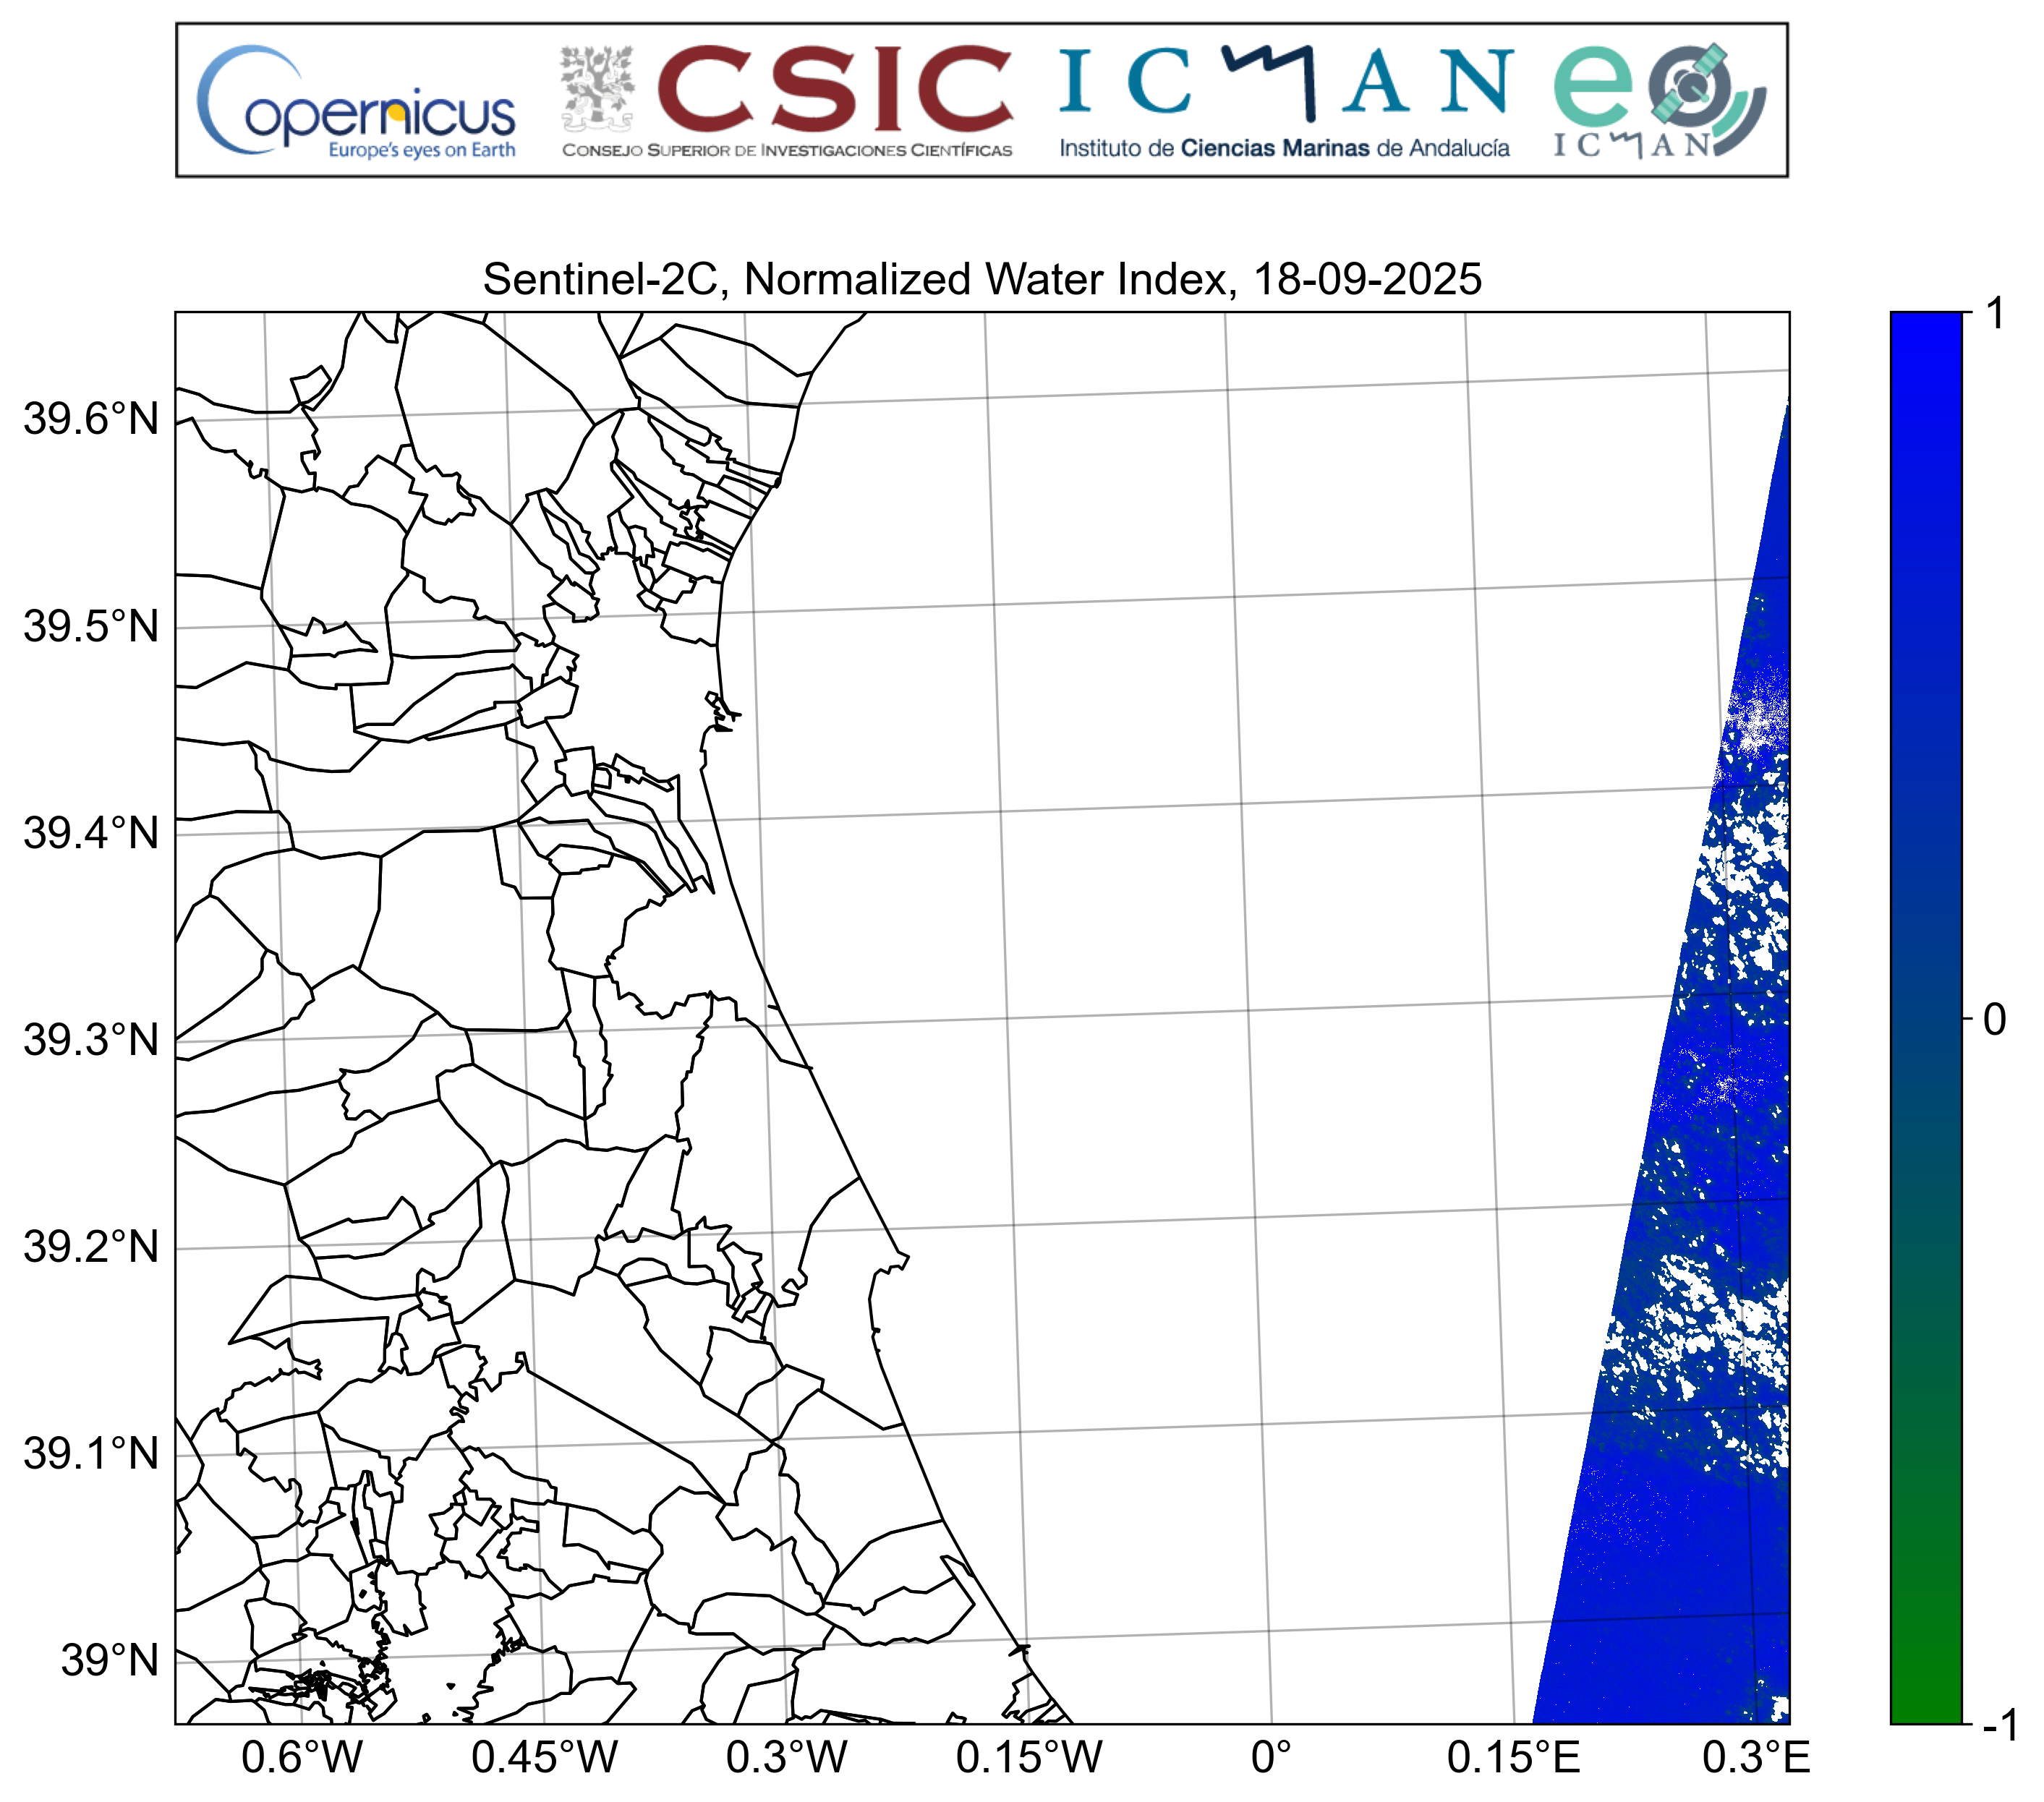 Copernicus
Europe's eyes on Earth
CSIC
CONSEJO SUPERIOR DE INVESTIGACIONES CIENTÍFICAS
ICMAN
Instituto de Ciencias Marinas de Andalucía
eo
ICMAN
Sentinel-2C, Normalized Water Index, 18-09-2025
39.6°N
39.5°N
39.4°N
39.3°N
39.2°N
39.1°N
39°N
0.6°W 0.45°W 0.3°W 0.15°W 0° 0.15°E 0.3°E
1
0
-1